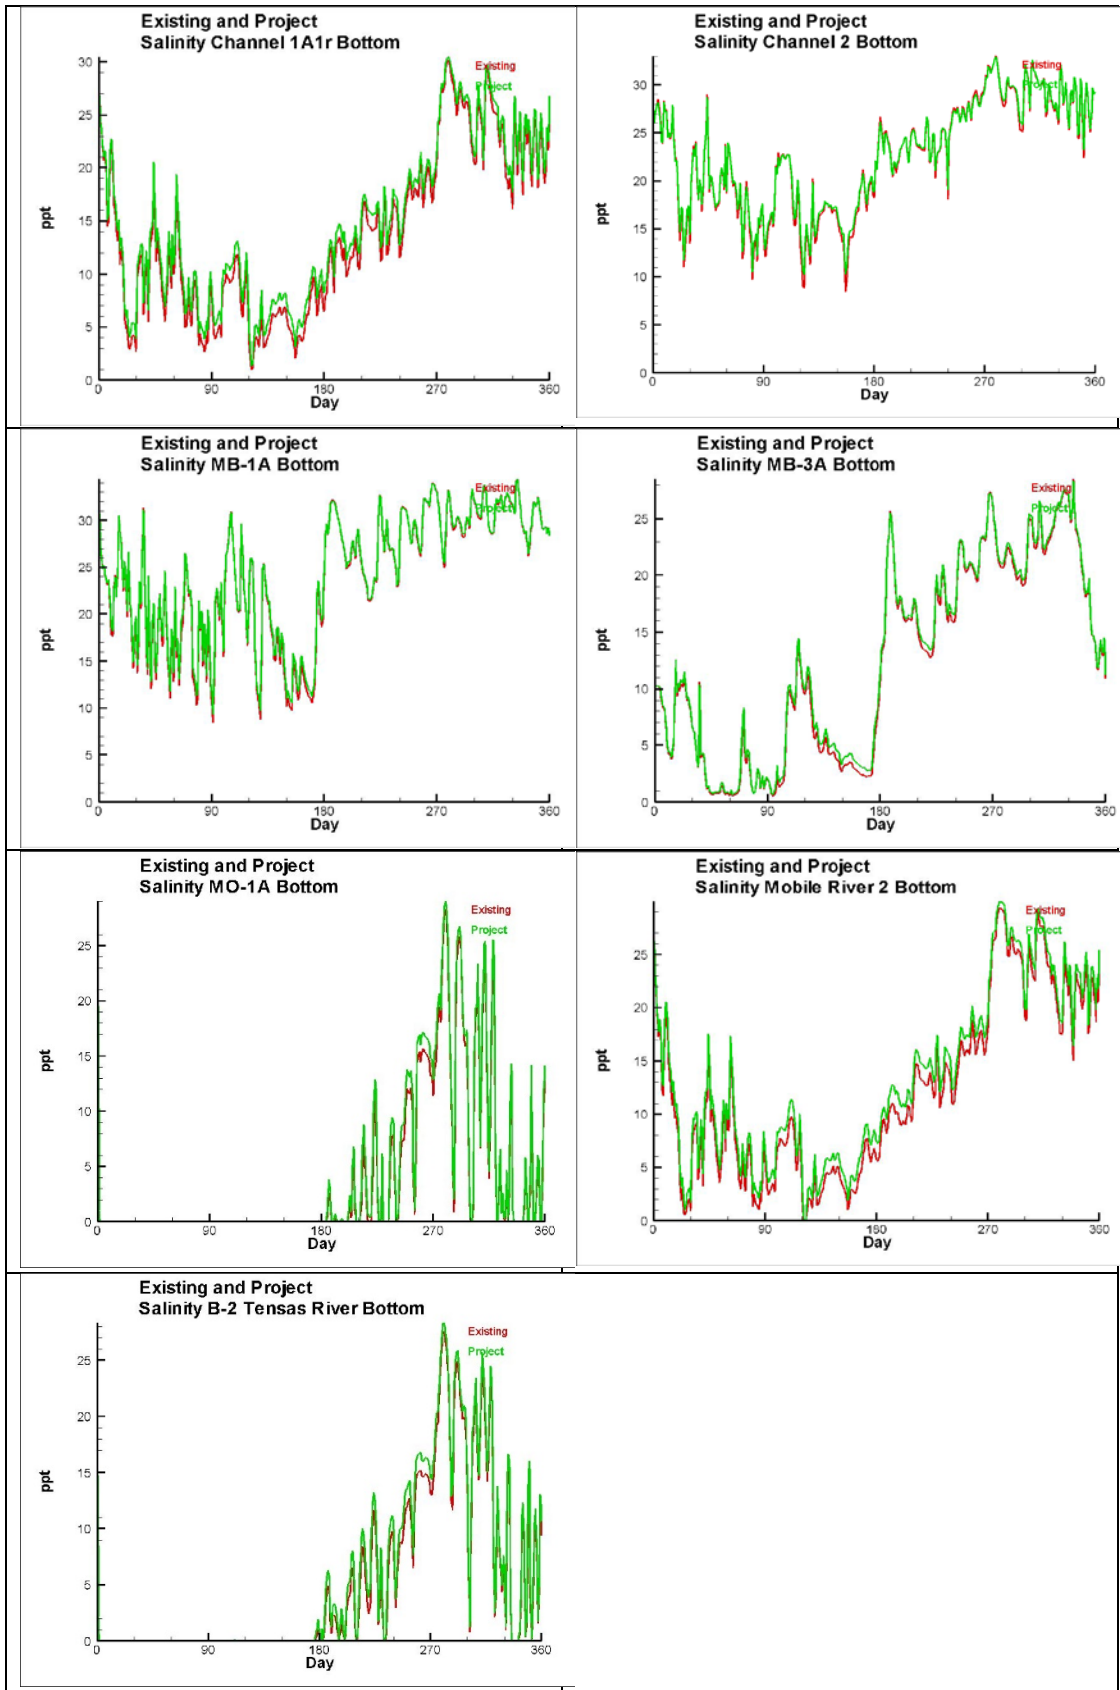 Existing and Project
Salinity Channel 1A1r Bottom
Existing
Project
30
25
20
15
10
5
0
ppt
0 90 180 270 360
Day
Existing and Project
Salinity Channel 2 Bottom
Existing
Project
30
25
20
15
10
5
0
ppt
0 90 180 270 360
Day
Existing and Project
Salinity MB-1A Bottom
Existing
Project
30
25
20
15
10
5
0
ppt
0 90 180 270 360
Day
Existing and Project
Salinity MB-3A Bottom
Existing
Project
25
20
15
10
5
0
ppt
0 90 180 270 360
Day
Existing and Project
Salinity MO-1A Bottom
Existing
Project
25
20
15
10
5
0
ppt
0 90 180 270 360
Day
Existing and Project
Salinity Mobile River 2 Bottom
Existing
Project
25
20
15
10
5
0
ppt
0 90 180 270 360
Day
Existing and Project
Salinity B-2 Tensas River Bottom
Existing
Project
25
20
15
10
5
0
ppt
0 90 180 270 360
Day